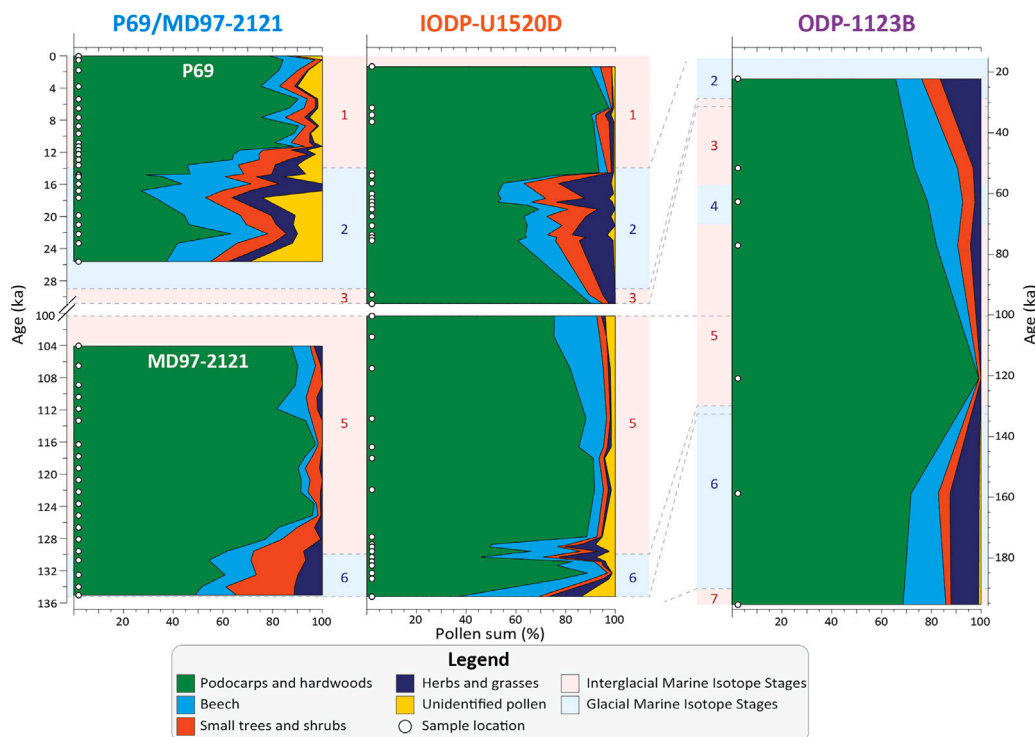 P69/MD97-2121 IODP-U1520D ODP-1123B
P69
MD97-2121
Age (ka)
0
4
8
12
16
20
24
28
100
104
108
112
116
120
124
128
132
136
1
2
3
5
6
1
2
3
5
6
2
3
4
5
6
7
20
40
60
80
100
120
140
160
180
Age (ka)
20 40 60 80 100
20 40 60 80 100
20 40 60 80 100
Pollen sum (%)
Legend
Podocarps and hardwoods
Beech
Small trees and shrubs
Herbs and grasses
Unidentified pollen
Sample location
Interglacial Marine Isotope Stages
Glacial Marine Isotope Stages